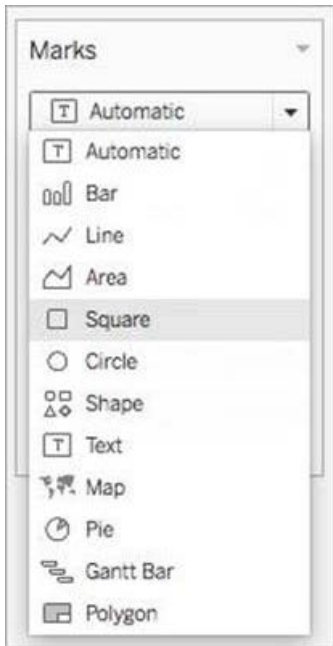 Marks
Automatic
Automatic
Bar
Line
Area
Square
Circle
Shape
Text
Map
Pie
Gantt Bar
Polygon